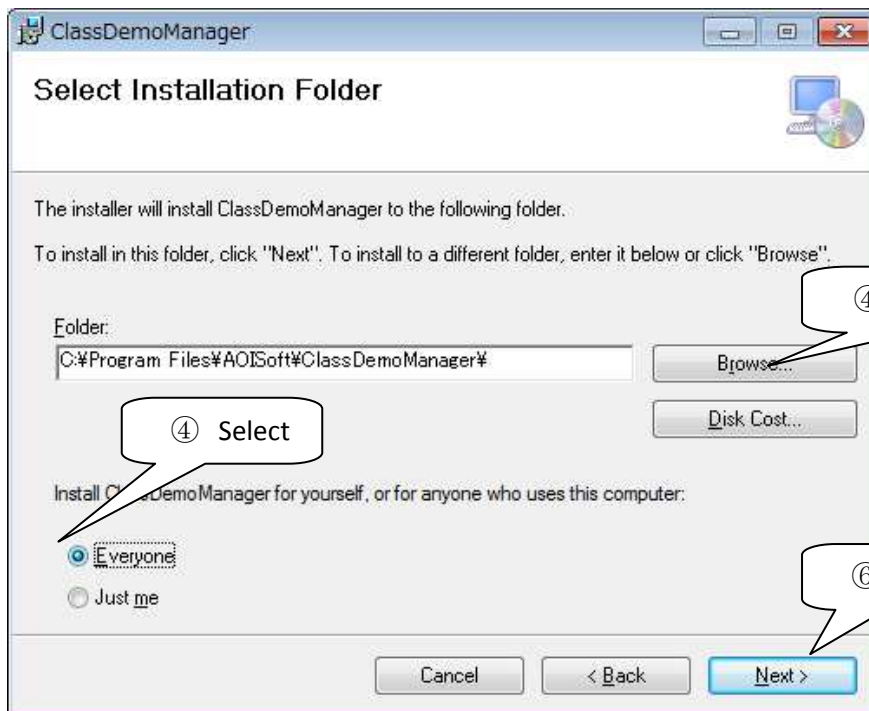 ClassDemoManager
Select Installation Folder
The installer will install ClassDemoManager to the following folder.
To install in this folder, click "Next". To install to a different folder, enter it below or click "Browse".
④
Folder:
C:¥Program Files¥AOISoft¥ClassDemoManager¥
Browse...
Disk Cost...
④ Select
Install ClassDemoManager for yourself, or for anyone who uses this computer:
Everyone
Just me
⑥
Cancel
< Back
Next >